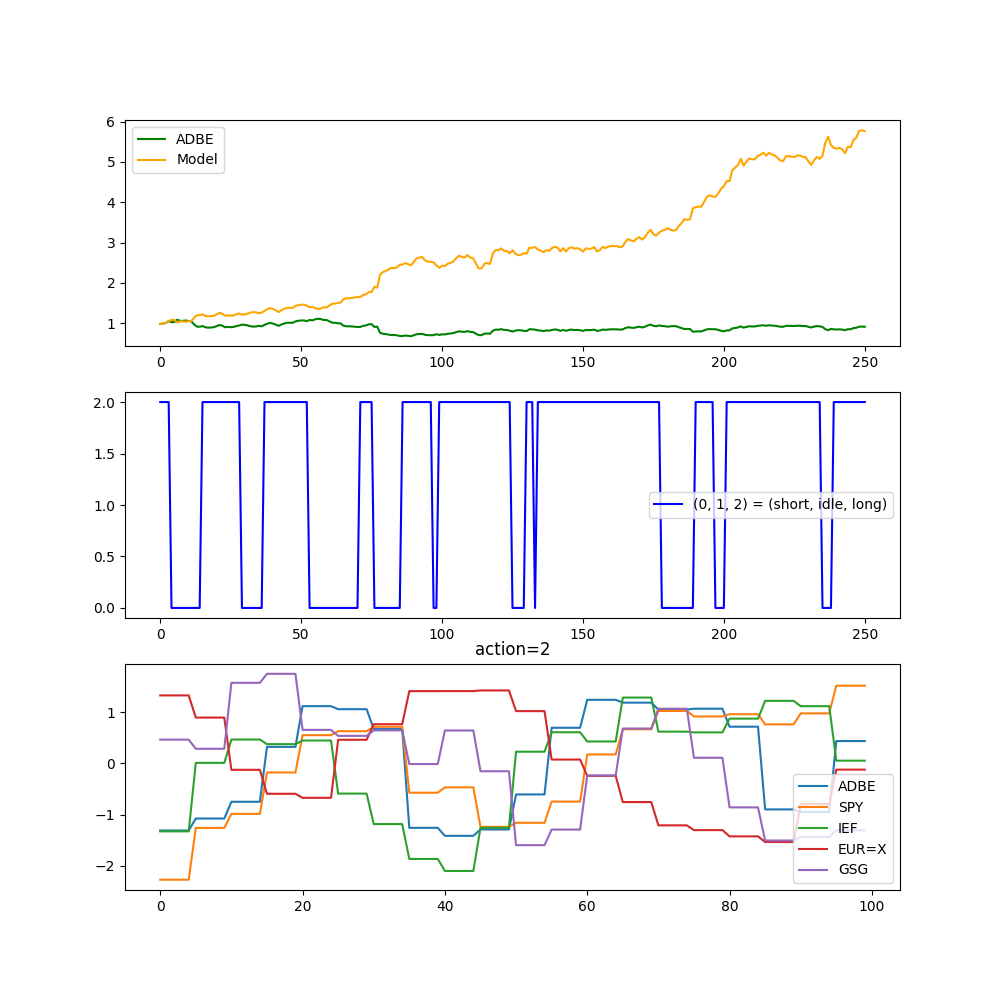 6
5
4
3
2
1
ADBE
Model
0 50 100 150 200 250
2.0
1.5
1.0
0.5
0.0
(0, 1, 2) = (short, idle, long)
0 50 100 150 200 250
action=2
1
0
−1
−2
ADBE
SPY
IEF
EUR=X
GSG
0 20 40 60 80 100